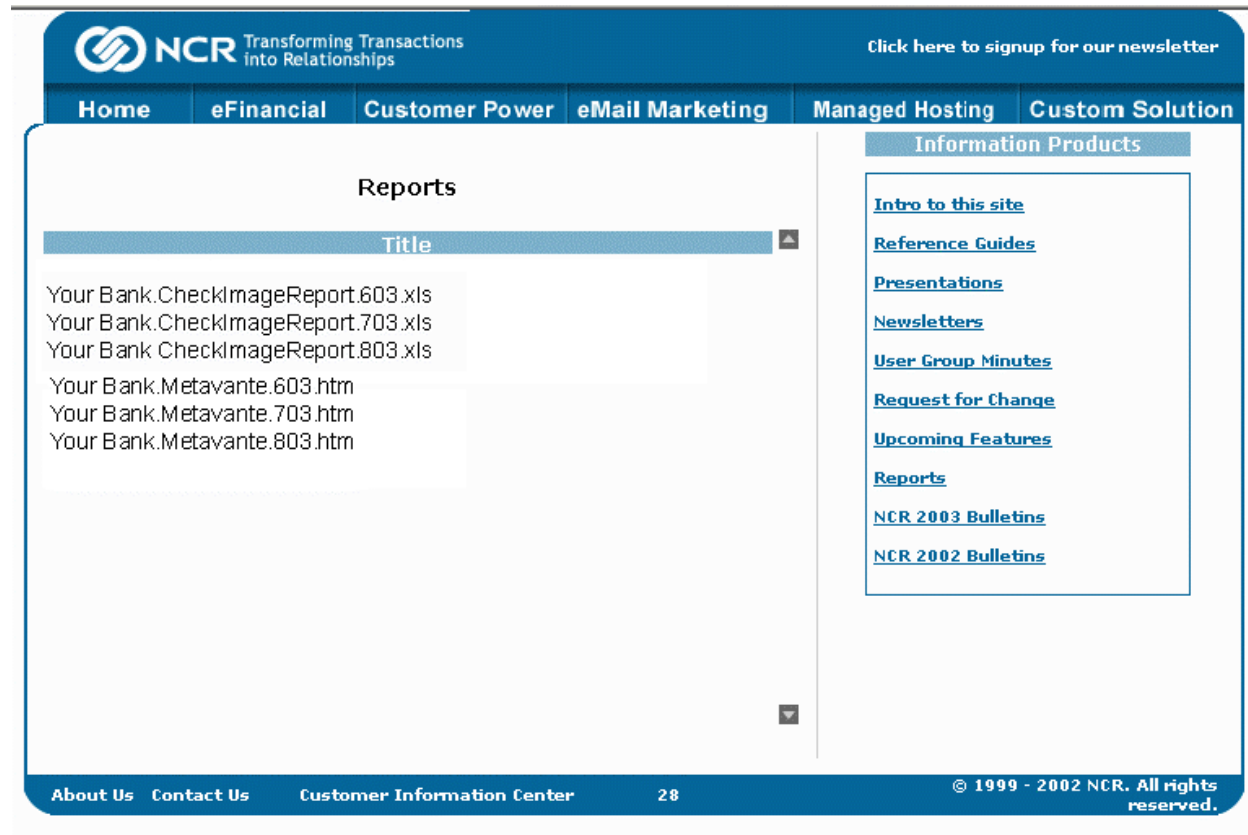 NCR Transforming Transactions
into Relationships
Click here to signup for our newsletter
Home eFinancial Customer Power eMail Marketing Managed Hosting Custom Solution
Reports
Title
Your Bank.CheckImageReport.603.xls
Your Bank.CheckImageReport.703.xls
Your Bank CheckImageReport.803.xls
Your Bank.Metavante.603.htm
Your Bank.Metavante.703.htm
Your Bank.Metavante.803.htm
Information Products
Intro to this site
Reference Guides
Presentations
Newsletters
User Group Minutes
Request for Change
Upcoming Features
Reports
NCR 2003 Bulletins
NCR 2002 Bulletins
About Us Contact Us Customer Information Center 28
© 1999 - 2002 NCR. All rights
reserved.